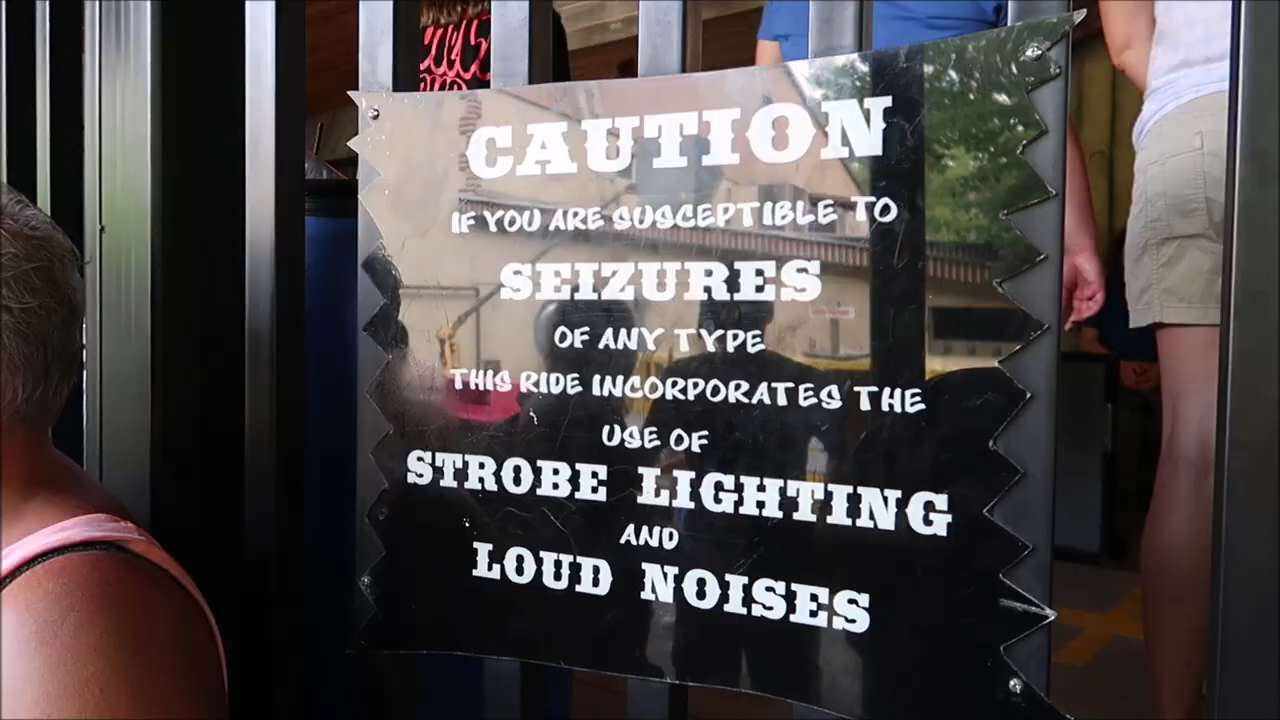 CAUTION
IF YOU ARE SUSCEPTIBLE TO
SEIZURES
OF ANY TYPE
THIS RIDE INCORPORATES THE
USE OF
STROBE LIGHTING
AND
LOUD NOISES